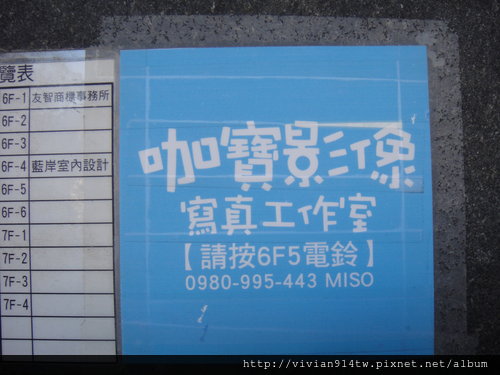 覽表
6F-1 友智商標事務所
6F-2
6F-3
6F-4 藍岸室內設計
6F-5
6F-6
7F-1
7F-2
7F-3
7F-4
咖寶影像
寫真工作室
【請按6F5電鈴】
0980-995-443 MISO
http://vivian914tw.pixnet.net/album